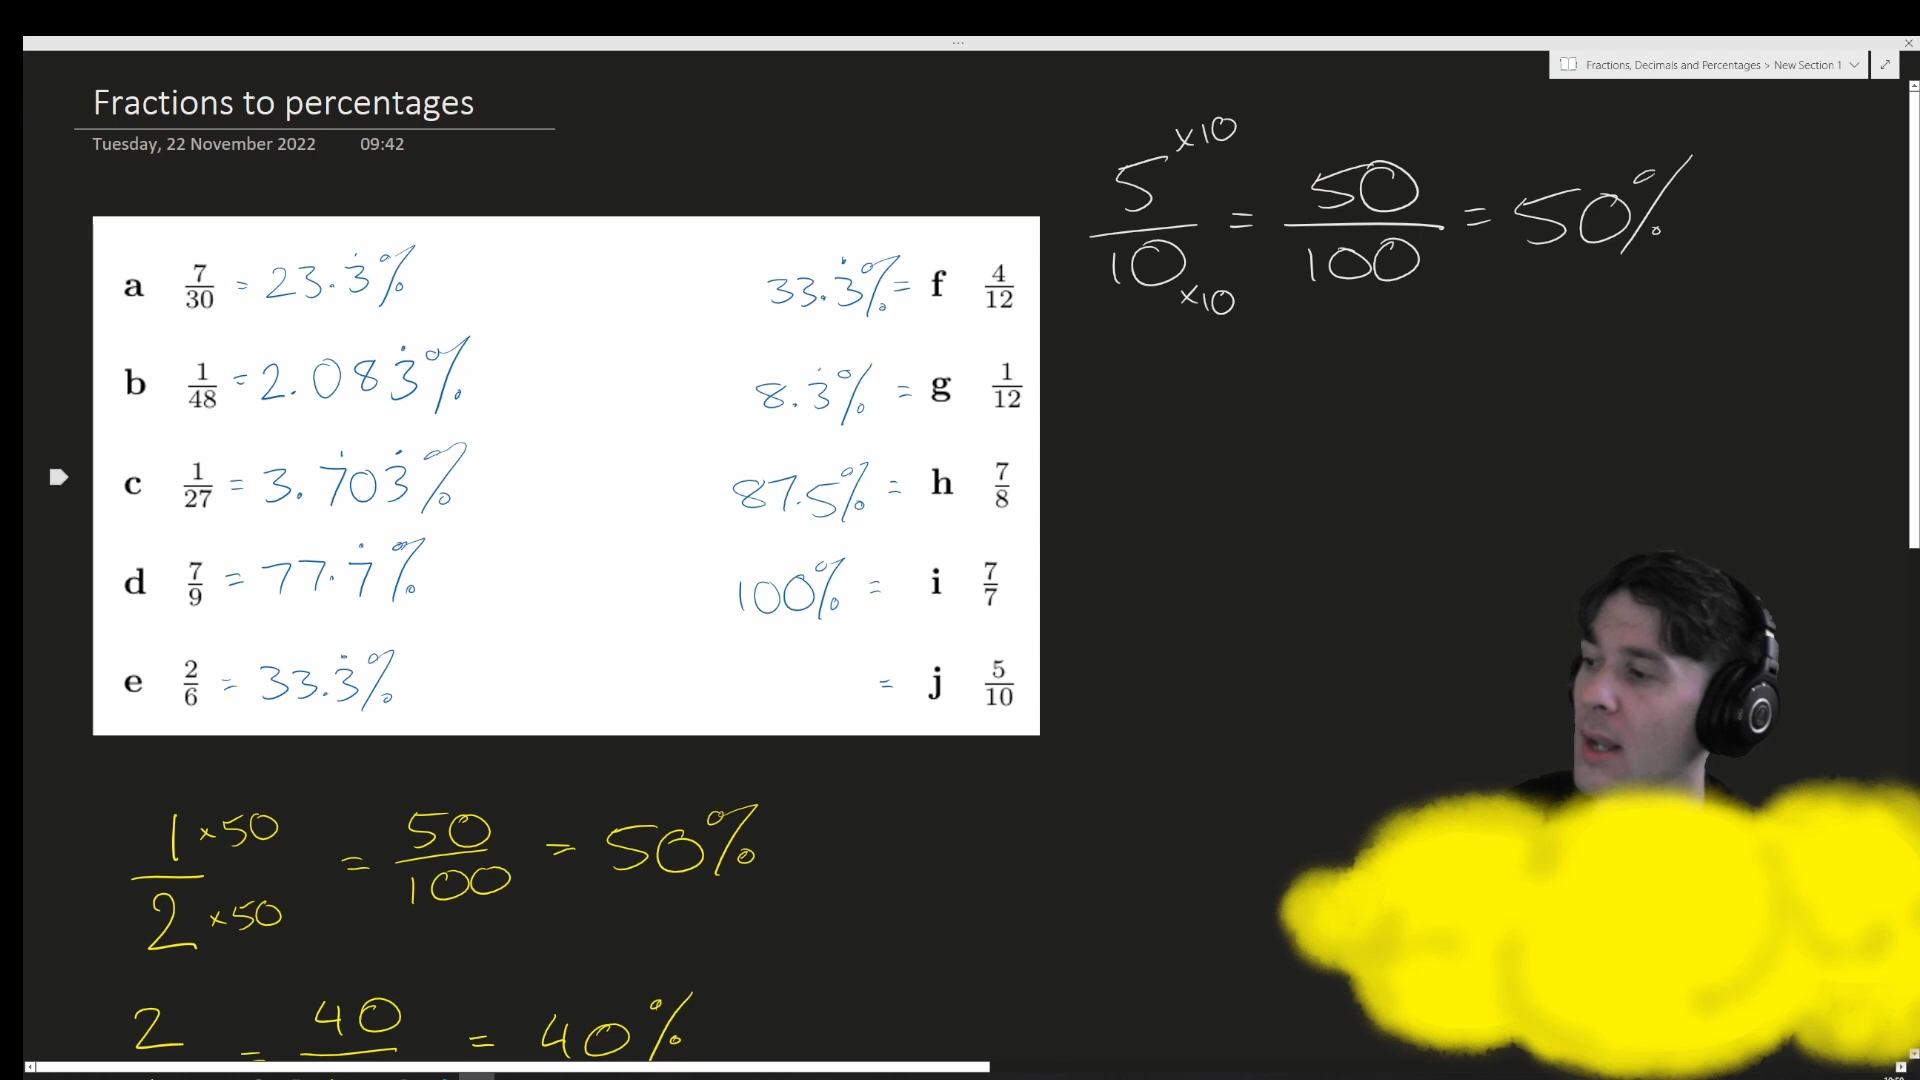 Fractions, Decimals and Percentages > New Section 1
Fractions to percentages
Tuesday, 22 November 2022 09:42
5 ×10 / 10 ×10 = 50/100 = 50%
a 7/30 = 23.3̇%
b 1/48 = 2.083̇%
c 1/27 = 3.7̇03̇%
d 7/9 = 77.7̇%
e 2/6 = 33.3̇%
33.3̇% = f 4/12
8.3̇% = g 1/12
87.5% = h 7/8
100% = i 7/7
= j 5/10
1 ×50 / 2 ×50 = 50/100 = 50%
2 = 40 = 40%